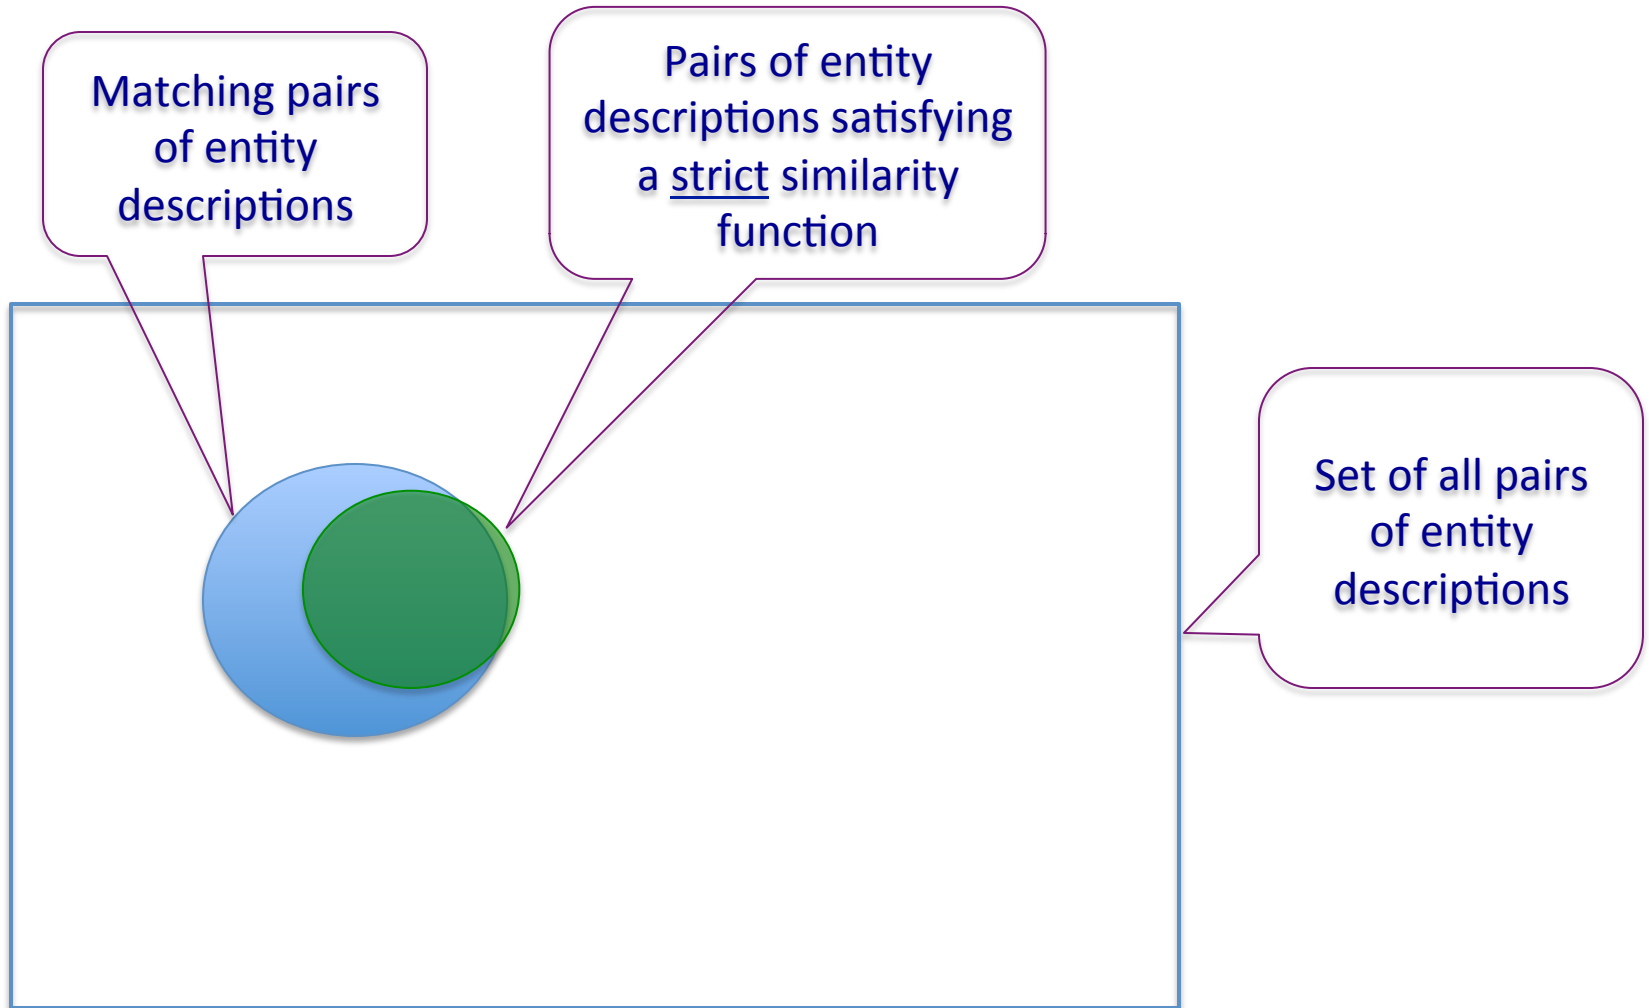 Matching pairs
of entity
descriptions
Pairs of entity
descriptions satisfying
a strict similarity
function
Set of all pairs
of entity
descriptions